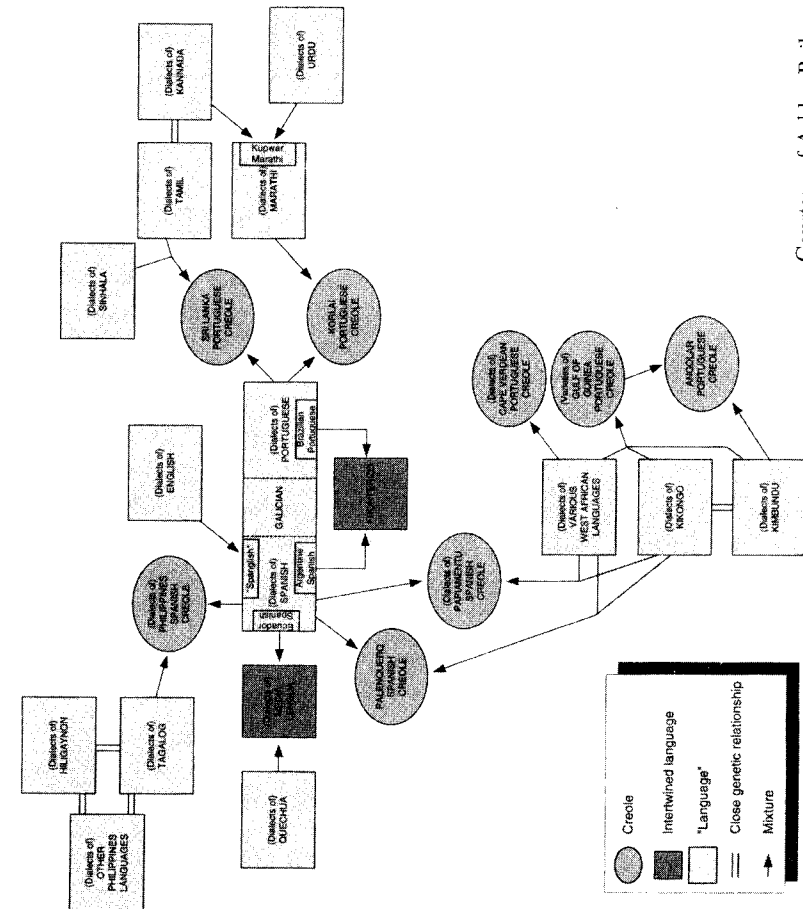 (Dialects of)
OTHER
PHILIPPINES
LANGUAGES
(Dialects of)
HILIGAYNON
(Dialects of)
TAGALOG
(Dialects of)
QUECHUA
(Dialects of)
PHILIPPINES
SPANISH
CREOLE
(Dialects of)
ENGLISH
"Spanglish"
(Dialects of)
SPANISH
Ecuador
Spanish
Argentine
Spanish
GALICIAN
(Dialects of)
PORTUGUESE
Brazilian
Portuguese
(Dialects of)
SINHALA
(Dialects of)
TAMIL
(Dialects of)
KANNADA
(Dialects of)
URDU
Kupwar
Marathi
(Dialects of)
MARATHI
SRI LANKA
PORTUGUESE
CREOLE
KORLAI
PORTUGUESE
CREOLE
PALENQUERO
SPANISH
CREOLE
(Dialects of)
PAPIAMENTU
SPANISH
CREOLE
(Dialects of)
CAPE VERDEAN
PORTUGUESE
CREOLE
(Varieties of)
GULF OF
GUINEA
PORTUGUESE
CREOLE
ANGOLAR
PORTUGUESE
CREOLE
(Dialects of)
VARIOUS
WEST AFRICAN
LANGUAGES
(Dialects of)
KIKONGO
(Dialects of)
KIMBUNDU
Creole
Intertwined language
"Language"
Close genetic relationship
Mixture